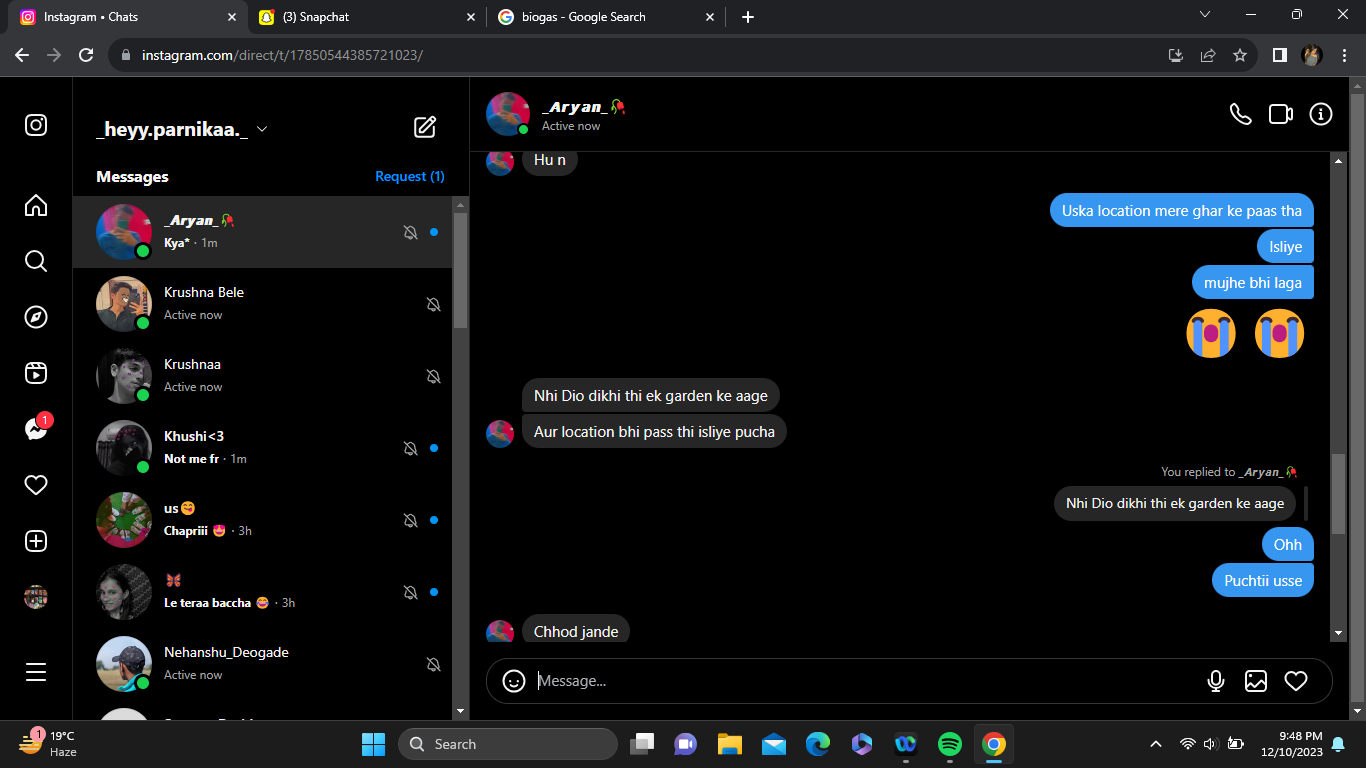 Instagram • Chats
(3) Snapchat
biogas - Google Search
instagram.com/direct/t/17850544385721023/
_heyy.parnikaa._
Messages
Request (1)
_Aryan_🥀
Kya* · 1m
Krushna Bele
Active now
Krushnaa
Active now
1
Khushi<3
Not me fr · 1m
us😋
Chapriii 🤩 · 3h
🦋
Le teraa baccha 😂 · 3h
Nehanshu_Deogade
Active now
_Aryan_🥀
Active now
Hu n
Uska location mere ghar ke paas tha
Isliye
mujhe bhi laga
😭 😭
Nhi Dio dikhi thi ek garden ke aage
Aur location bhi pass thi isliye pucha
You replied to _Aryan_🥀
Nhi Dio dikhi thi ek garden ke aage
Ohh
Puchtii usse
Chhod jande
Message...
1
19°C
Haze
Search
9:48 PM
12/10/2023